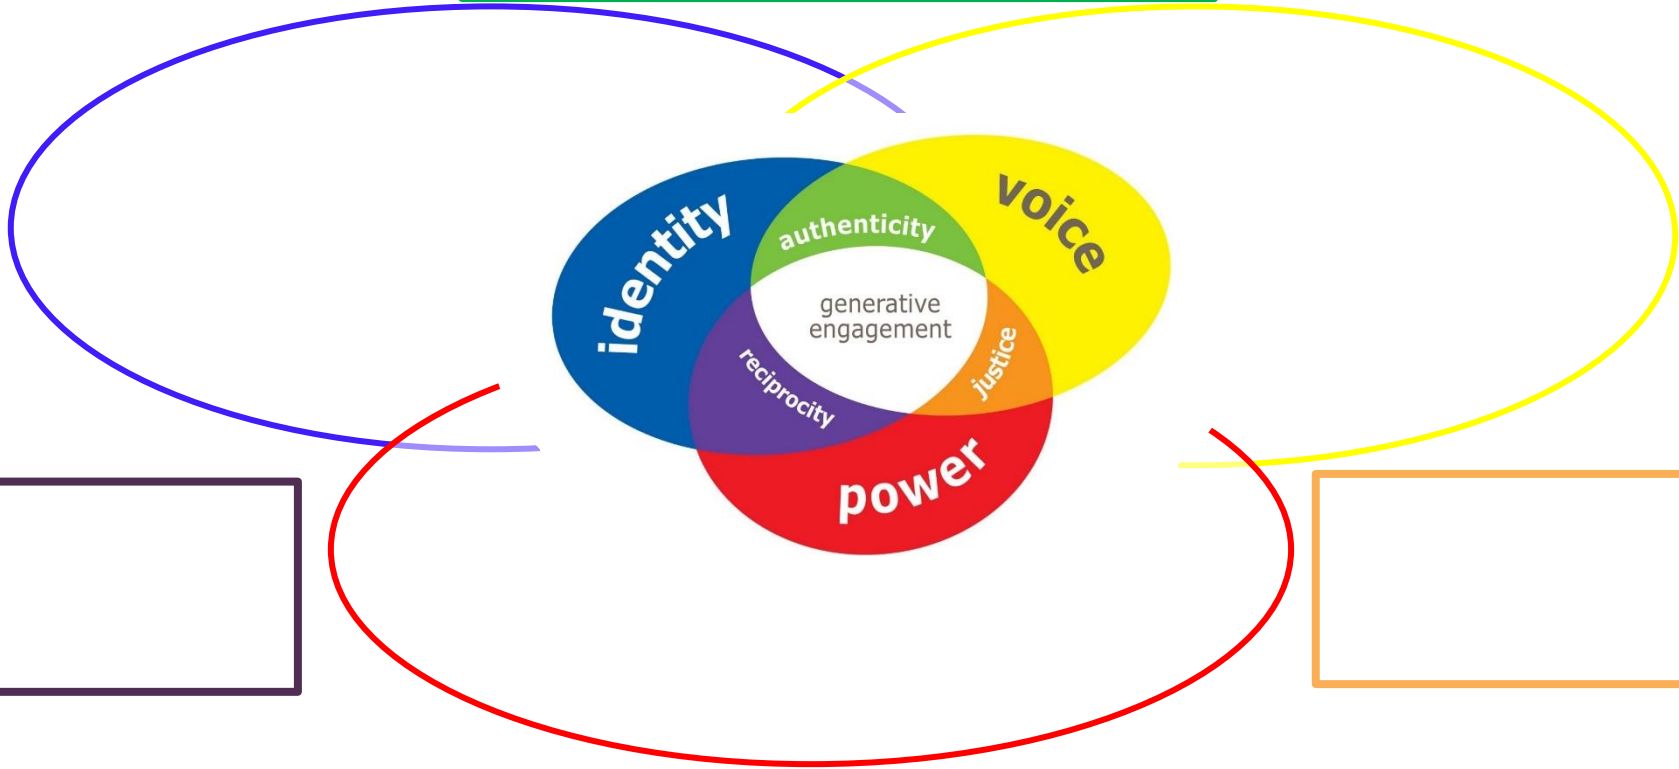 identity
voice
authenticity
generative
engagement
reciprocity
justice
power